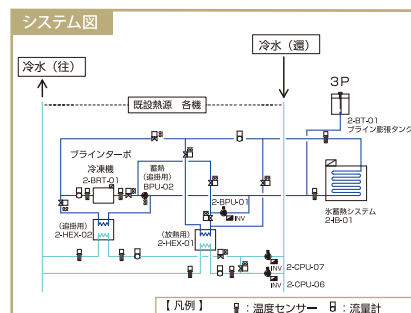 システム図
冷水(往)
冷水(還)
既設熱源 各機
3P
2-BT-01
ブライン膨張タンク
ブラインターボ
冷凍機
2-BRT-01
蓄熱
(追掛用)
BPU-02
2-BPU-01
INV
氷蓄熱システム
2-IB-01
(追掛用)
2-HEX-02
(放熱用)
2-HEX-01
2-CPU-07
INV
2-CPU-06
INV
【凡例】 :温度センサー :流量計